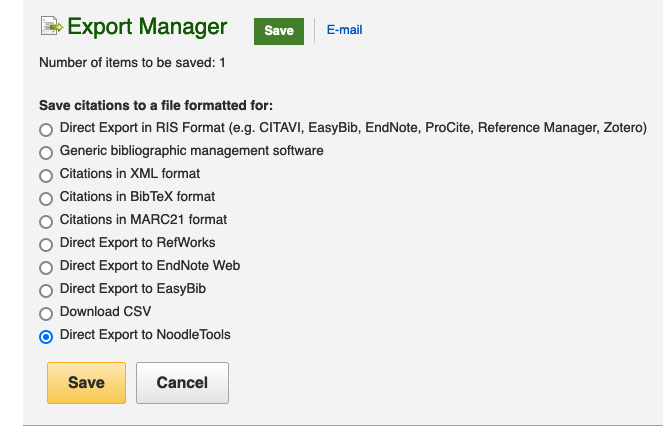 Export Manager Save E-mail
Number of items to be saved: 1
Save citations to a file formatted for:
Direct Export in RIS Format (e.g. CITAVI, EasyBib, EndNote, ProCite, Reference Manager, Zotero)
Generic bibliographic management software
Citations in XML format
Citations in BibTeX format
Citations in MARC21 format
Direct Export to RefWorks
Direct Export to EndNote Web
Direct Export to EasyBib
Download CSV
Direct Export to NoodleTools
Save Cancel